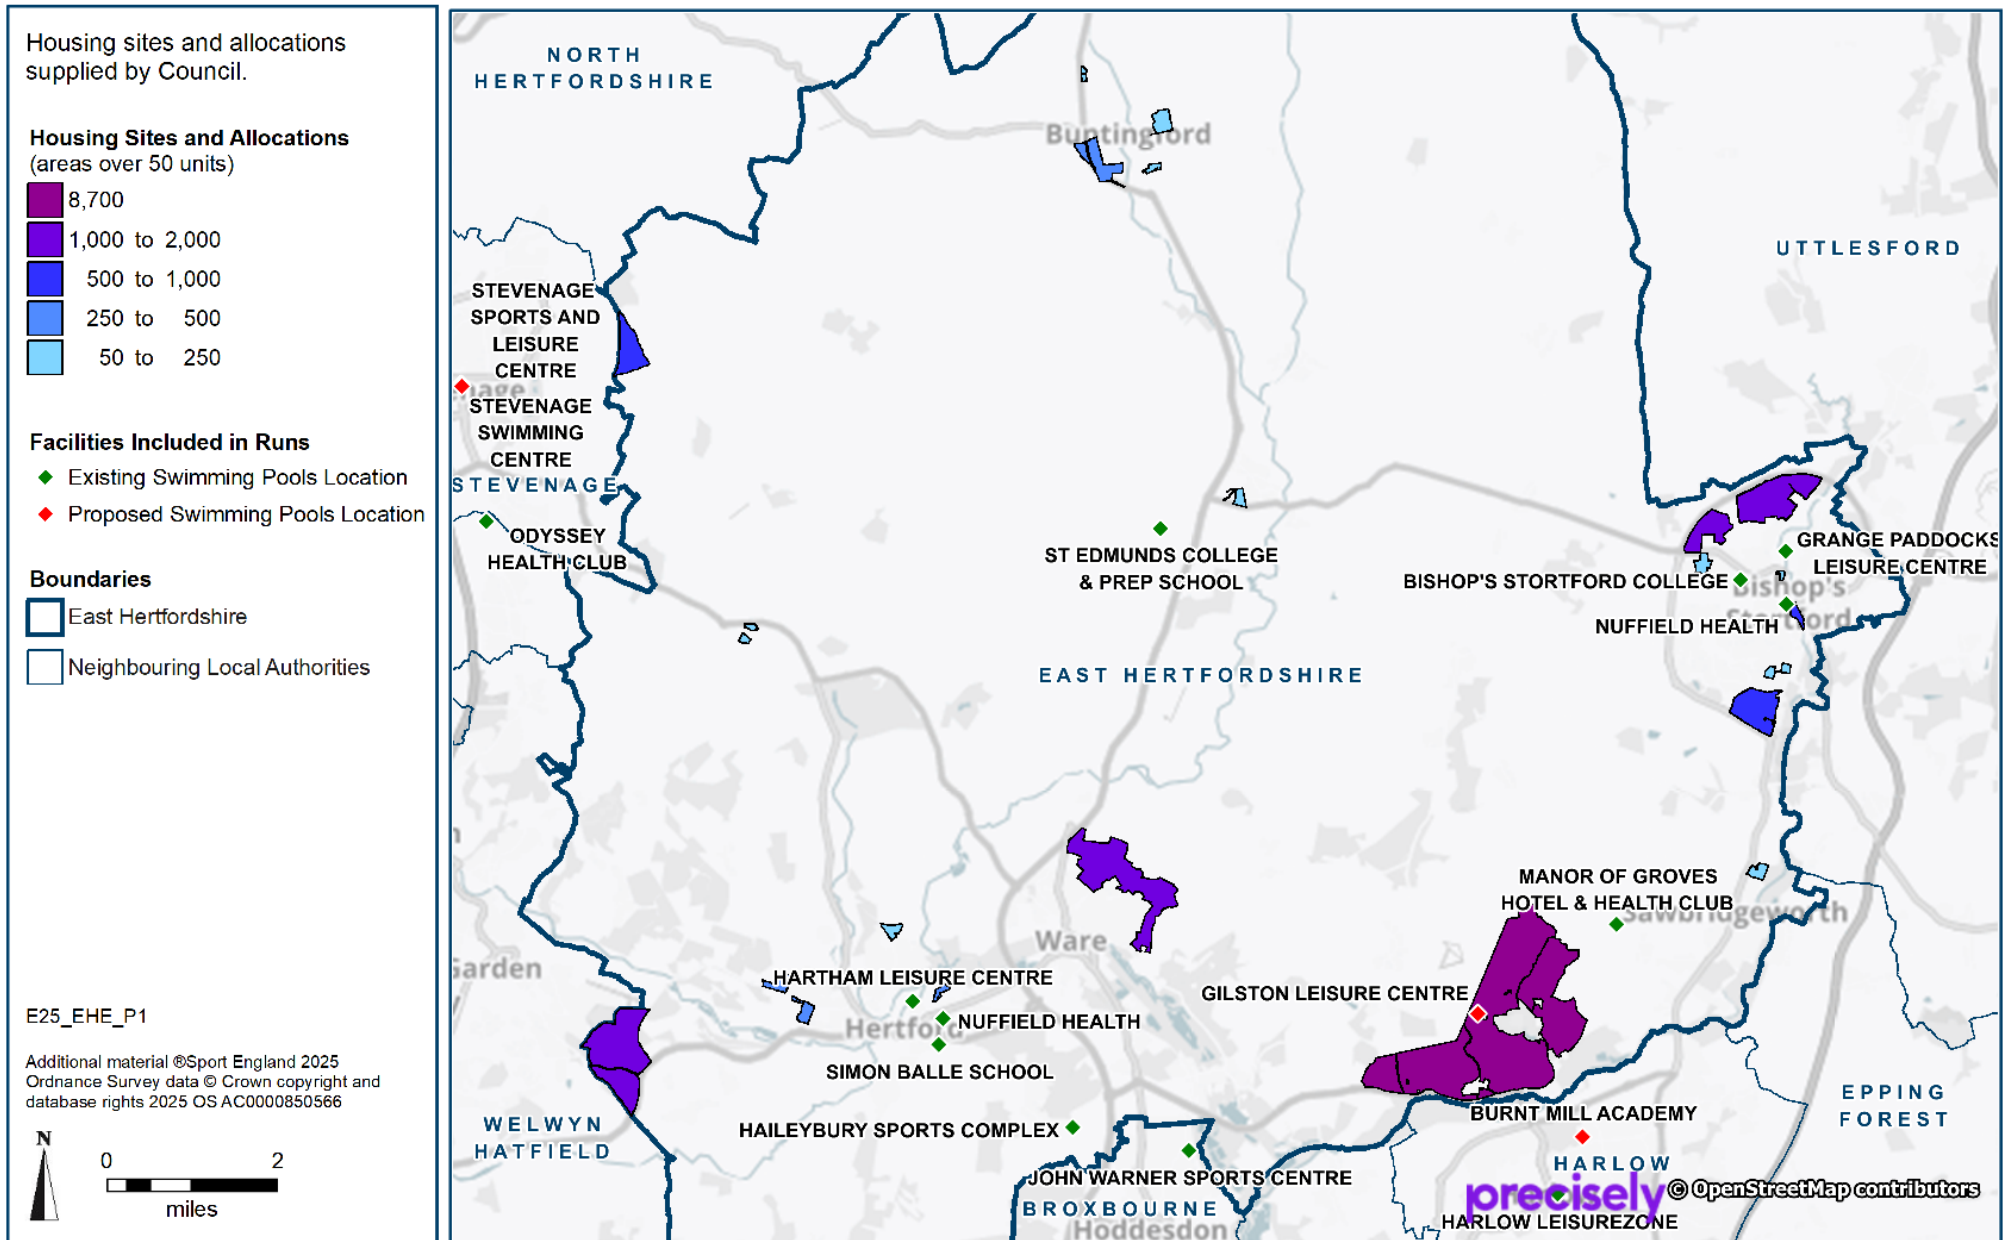 Housing sites and allocations
supplied by Council.
Housing Sites and Allocations
(areas over 50 units)
8,700
1,000 to 2,000
500 to 1,000
250 to 500
50 to 250
Facilities Included in Runs
Existing Swimming Pools Location
Proposed Swimming Pools Location
Boundaries
East Hertfordshire
Neighbouring Local Authorities
E25_EHE_P1
Additional material ®Sport England 2025
Ordnance Survey data © Crown copyright and
database rights 2025 OS AC0000850566
N
0 2
miles
NORTH
HERTFORDSHIRE
Buntingford
UTTLESFORD
STEVENAGE
SPORTS AND
LEISURE
CENTRE
STEVENAGE
SWIMMING
CENTRE
STEVENAGE
ODYSSEY
HEALTH CLUB
ST EDMUNDS COLLEGE
& PREP SCHOOL
GRANGE PADDOCKS
LEISURE CENTRE
BISHOP'S STORTFORD COLLEGE
Bishop's
Stortford
NUFFIELD HEALTH
EAST HERTFORDSHIRE
MANOR OF GROVES
HOTEL & HEALTH CLUB
Sawbridgeworth
Ware
Garden
HARTHAM LEISURE CENTRE
GILSTON LEISURE CENTRE
Hertford
NUFFIELD HEALTH
SIMON BALLE SCHOOL
WELWYN
HATFIELD
HAILEYBURY SPORTS COMPLEX
JOHN WARNER SPORTS CENTRE
BROXBOURNE
Hoddesdon
BURNT MILL ACADEMY
HARLOW
EPPING
FOREST
precisely © OpenStreetMap contributors
HARLOW LEISUREZONE